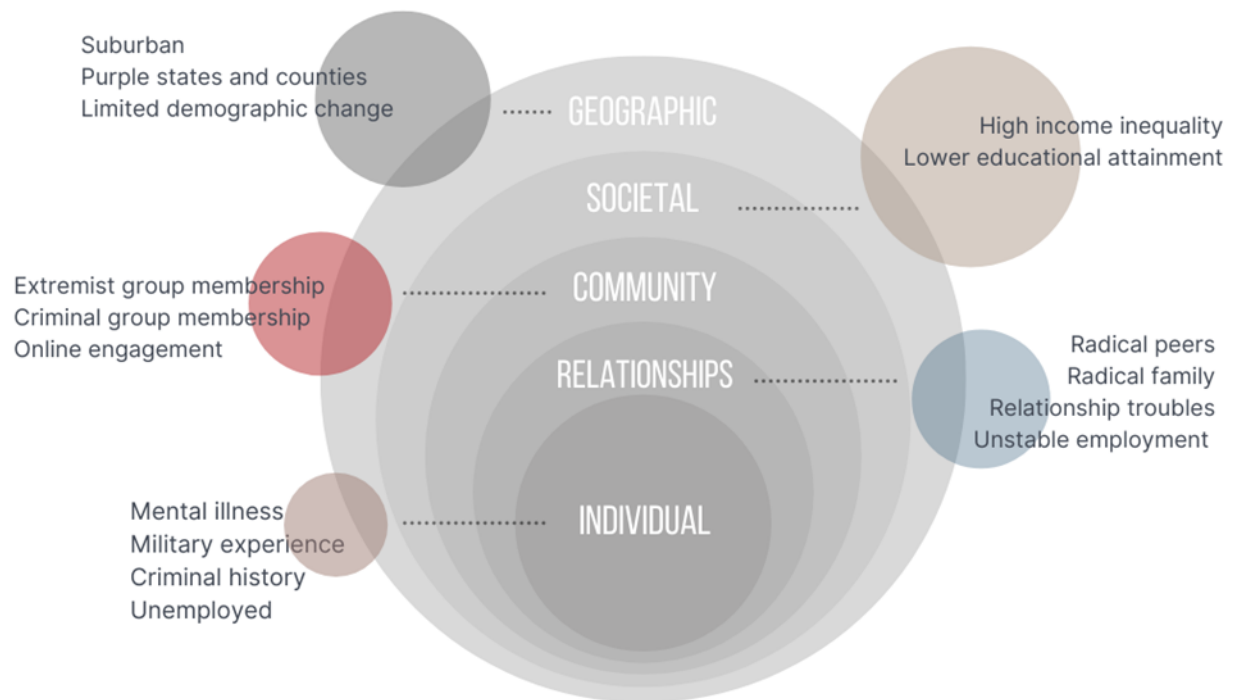 Suburban
Purple states and counties
Limited demographic change
GEOGRAPHIC
High income inequality
Lower educational attainment
SOCIETAL
Extremist group membership
Criminal group membership
Online engagement
COMMUNITY
Radical peers
Radical family
Relationship troubles
Unstable employment
RELATIONSHIPS
Mental illness
Military experience
Criminal history
Unemployed
INDIVIDUAL